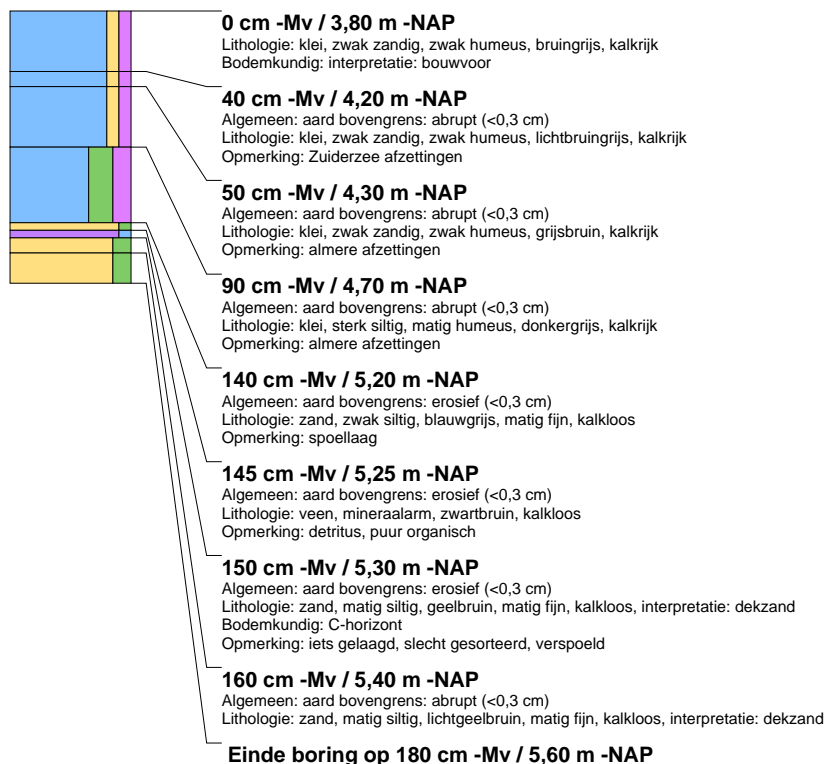 0 cm -Mv / 3,80 m -NAP
Lithologie: klei, zwak zandig, zwak humeus, bruingrijs, kalkrijk
Bodemkundig: interpretatie: bouwvoor
40 cm -Mv / 4,20 m -NAP
Algemeen: aard bovengrens: abrupt (<0,3 cm)
Lithologie: klei, zwak zandig, zwak humeus, lichtbruingrijs, kalkrijk
Opmerking: Zuiderzee afzettingen
50 cm -Mv / 4,30 m -NAP
Algemeen: aard bovengrens: abrupt (<0,3 cm)
Lithologie: klei, zwak zandig, zwak humeus, grijsbruin, kalkrijk
Opmerking: almere afzettingen
90 cm -Mv / 4,70 m -NAP
Algemeen: aard bovengrens: abrupt (<0,3 cm)
Lithologie: klei, sterk siltig, matig humeus, donkergrijs, kalkrijk
Opmerking: almere afzettingen
140 cm -Mv / 5,20 m -NAP
Algemeen: aard bovengrens: erosief (<0,3 cm)
Lithologie: zand, zwak siltig, blauwgrijs, matig fijn, kalkloos
Opmerking: spoellaag
145 cm -Mv / 5,25 m -NAP
Algemeen: aard bovengrens: erosief (<0,3 cm)
Lithologie: veen, mineraalarm, zwartbruin, kalkloos
Opmerking: detritus, puur organisch
150 cm -Mv / 5,30 m -NAP
Algemeen: aard bovengrens: erosief (<0,3 cm)
Lithologie: zand, matig siltig, geelbruin, matig fijn, kalkloos, interpretatie: dekzand
Bodemkundig: C-horizont
Opmerking: iets gelaagd, slecht gesorteerd, verspoeld
160 cm -Mv / 5,40 m -NAP
Algemeen: aard bovengrens: abrupt (<0,3 cm)
Lithologie: zand, matig siltig, lichtgeelbruin, matig fijn, kalkloos, interpretatie: dekzand
Einde boring op 180 cm -Mv / 5,60 m -NAP